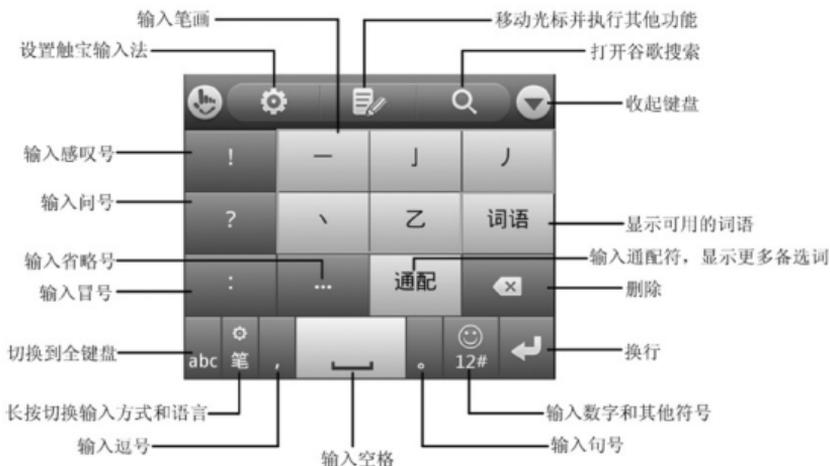 输入笔画
移动光标并执行其他功能
设置触宝输入法
打开谷歌搜索
收起键盘
输入感叹号
! 一 亅 丿
输入问号
? 丶 乙 词语
显示可用的词语
输入省略号
输入通配符，显示更多备选词
: ... 通配
输入冒号
删除
切换到全键盘
abc 笔 , 。 12#
换行
长按切换输入方式和语言
输入数字和其他符号
输入逗号
输入句号
输入空格